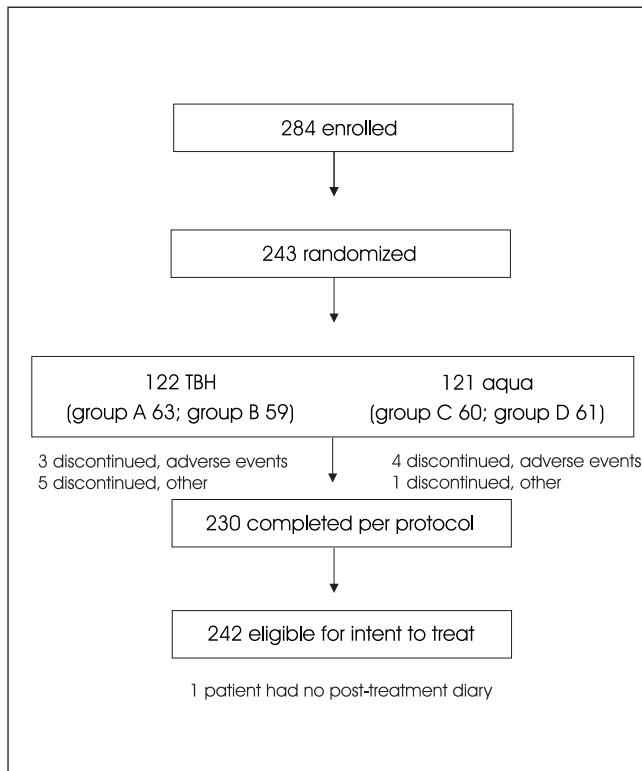 284 enrolled
243 randomized
122 TBH
(group A 63; group B 59)
121 aqua
(group C 60; group D 61)
3 discontinued, adverse events
5 discontinued, other
4 discontinued, adverse events
1 discontinued, other
230 completed per protocol
242 eligible for intent to treat
1 patient had no post-treatment diary